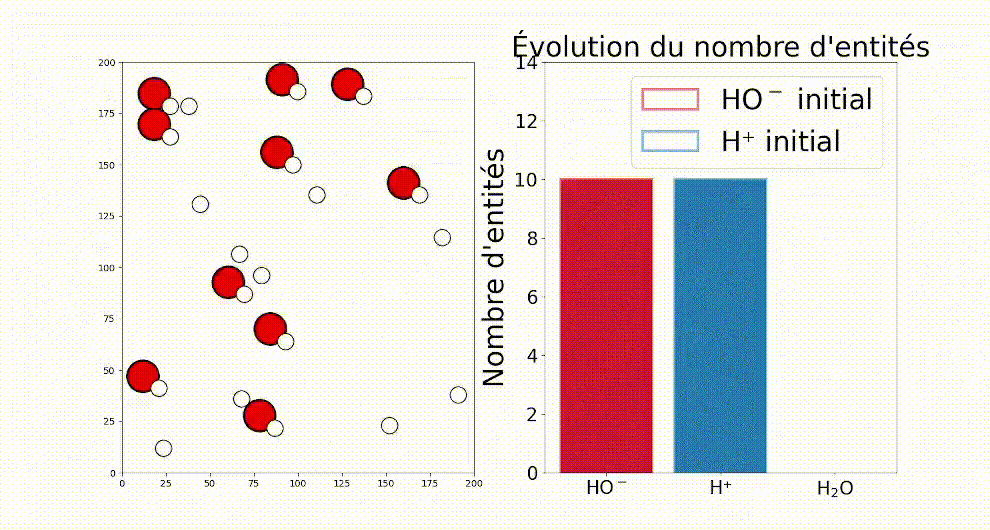 200
175
150
125
100
75
50
25
0
0 25 50 75 100 125 150 175 200
Évolution du nombre d'entités
Nombre d'entités
14
12
10
8
6
4
2
0
HO⁻ initial
H⁺ initial
HO⁻ H⁺ H₂O